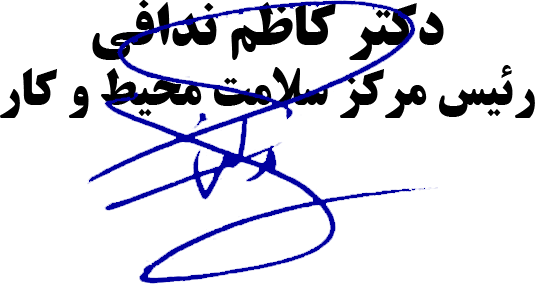 دکتر کاظم ندافی
رئیس مرکز سلامت محیط و کار